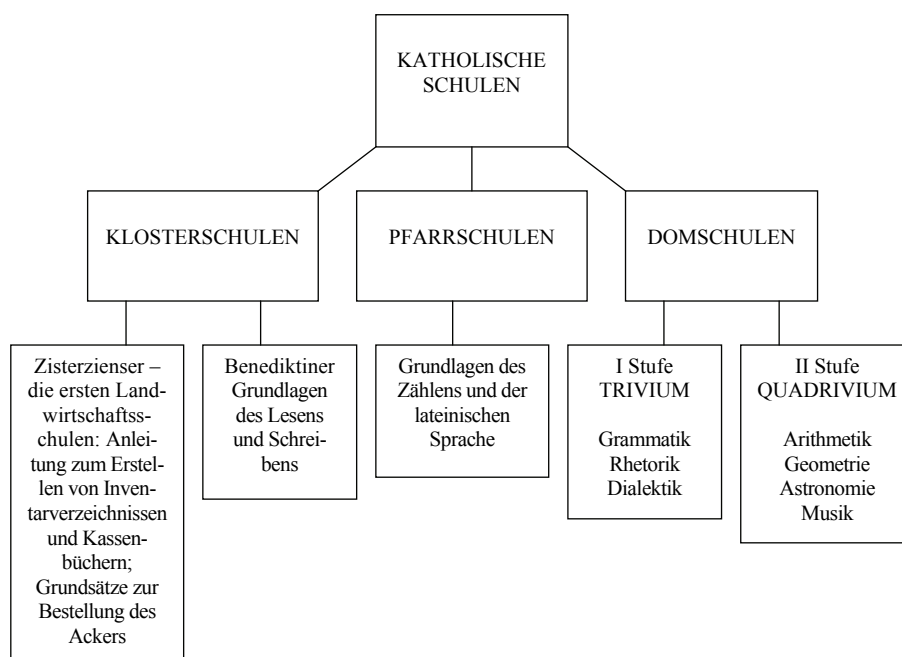 KATHOLISCHE
SCHULEN
KLOSTERSCHULEN
PFARRSCHULEN
DOMSCHULEN
Zisterzienser –
die ersten Land-
wirtschaftss-
chulen: Anlei-
tung zum Erstel-
len von Inven-
tarverzeichnissen
und Kassen-
büchern;
Grundsätze zur
Bestellung des
Ackers
Benediktiner
Grundlagen
des Lesens
und Schrei-
bens
Grundlagen des
Zählens und der
lateinischen
Sprache
I Stufe
TRIVIUM
Grammatik
Rhetorik
Dialektik
II Stufe
QUADRIVIUM
Arithmetik
Geometrie
Astronomie
Musik